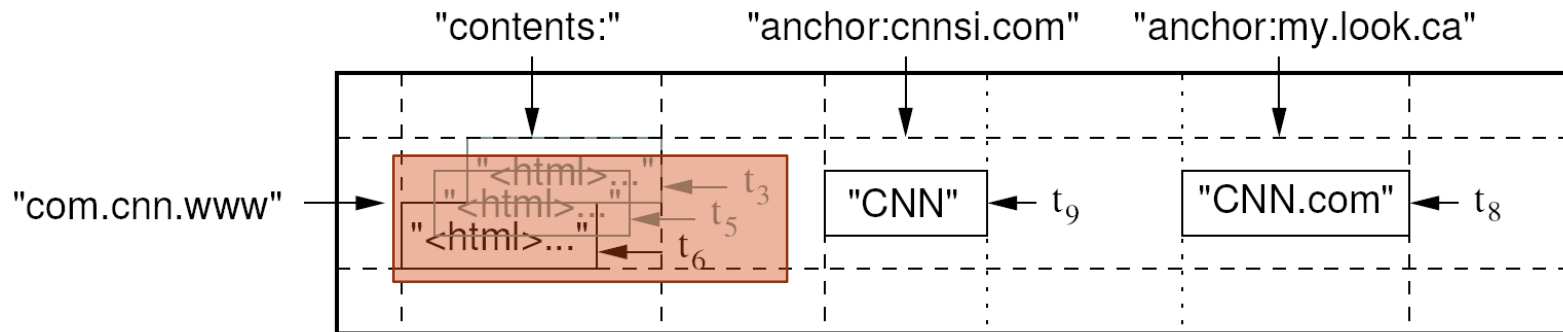 "contents:" "anchor:cnnsi.com" "anchor:my.look.ca"
"<html>..." t3
"com.cnn.www" "<html>..." t5 "CNN" t9 "CNN.com" t8
"<html>..." t6